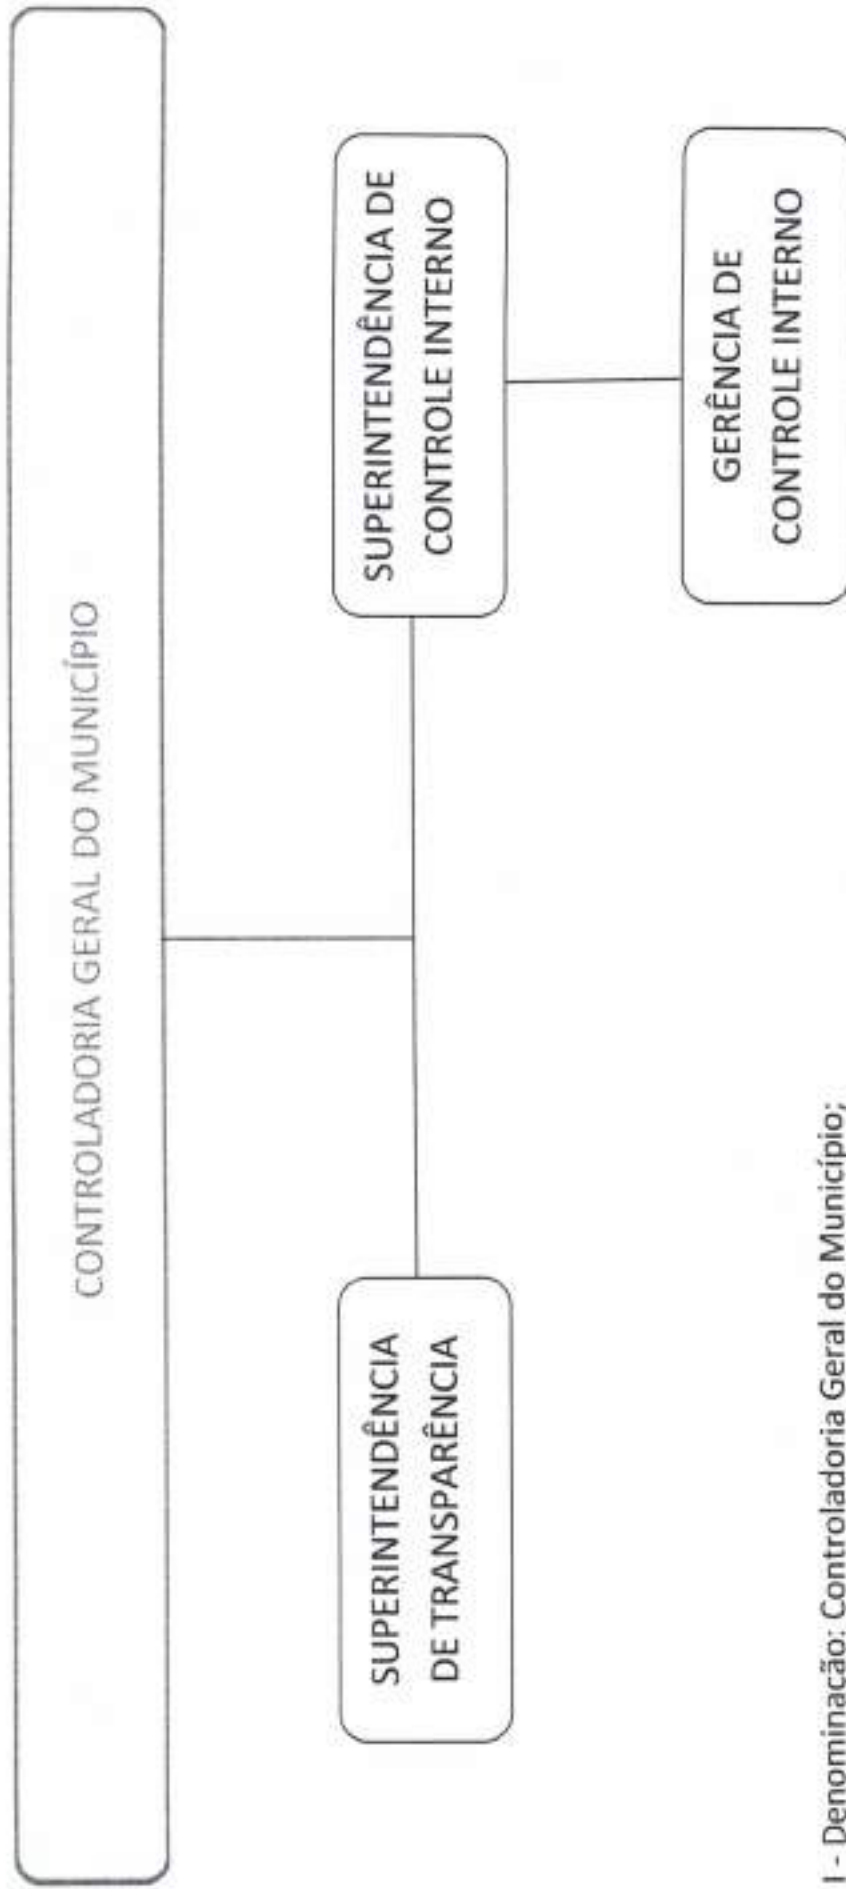 CONTROLADORIA GERAL DO MUNICÍPIO
SUPERINTENDÊNCIA
DE TRANSPARÊNCIA
SUPERINTENDÊNCIA DE
CONTROLE INTERNO
GERÊNCIA DE
CONTROLE INTERNO
I - Denominação: Controladoria Geral do Município;